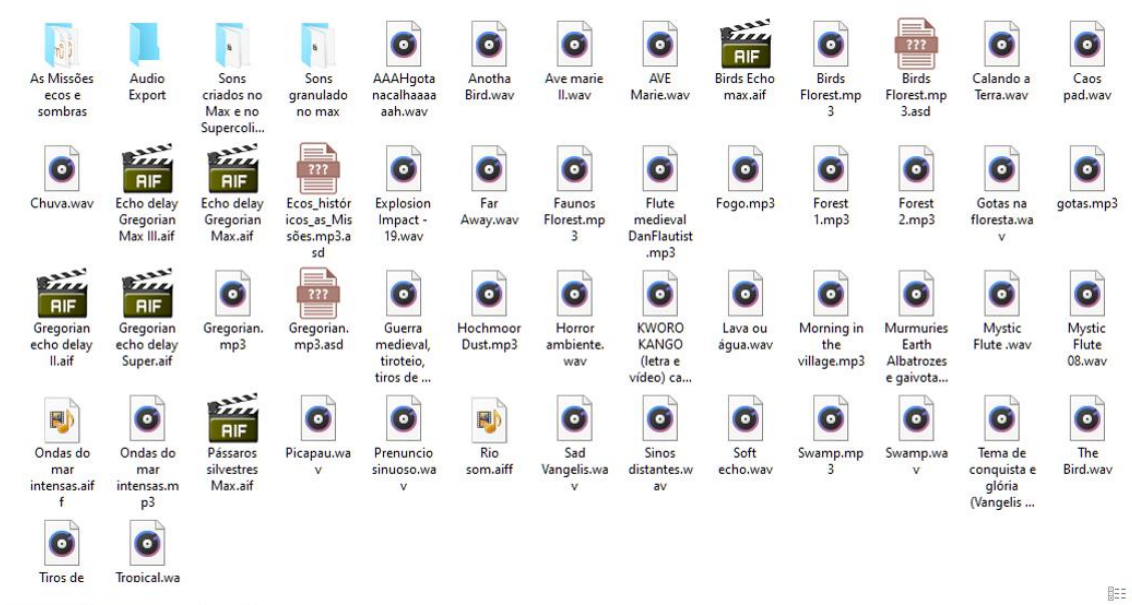 As Missões
ecos e
sombras
Audio
Export
Sons
criados no
Max e no
Supercoli...
Sons
granulado
no max
AAAHgota
nacalhaaaa
aah.wav
Anotha
Bird.wav
Ave marie
II.wav
AVE
Marie.wav
AIF
Birds Echo
max.aif
Birds
Florest.mp
3
???
Birds
Florest.mp
3.asd
Calando a
Terra.wav
Caos
pad.wav
Chuva.wav
AIF
Echo delay
Gregorian
Max III.aif
AIF
Echo delay
Gregorian
Max.aif
???
Ecos_histór
icos_as_Mis
sões.mp3.a
sd
Explosion
Impact -
19.wav
Far
Away.wav
Faunos
Florest.mp
3
Flute
medieval
DanFlautist
.mp3
Fogo.mp3
Forest
1.mp3
Forest
2.mp3
Gotas na
floresta.wa
v
gotas.mp3
AIF
Gregorian
echo delay
II.aif
AIF
Gregorian
echo delay
Super.aif
Gregorian.
mp3
???
Gregorian.
mp3.asd
Guerra
medieval,
tiroteio,
tiros de ...
Hochmoor
Dust.mp3
Horror
ambiente.
wav
KWORO
KANGO
(letra e
vídeo) ca...
Lava ou
água.wav
Morning in
the
village.mp3
Murmuries
Earth
Albatrozes
e gaivota...
Mystic
Flute .wav
Mystic
Flute
08.wav
Ondas do
mar
intensas.aif
f
Ondas do
mar
intensas.m
p3
AIF
Pássaros
silvestres
Max.aif
Picapau.wa
v
Prenuncio
sinuoso.wa
v
Rio
som.aiff
Sad
Vangelis.wa
v
Sinos
distantes.w
av
Soft
echo.wav
Swamp.mp
3
Swamp.wa
v
Tema de
conquista e
glória
(Vangelis ...
The
Bird.wav
Tiros de
Tropical.wa